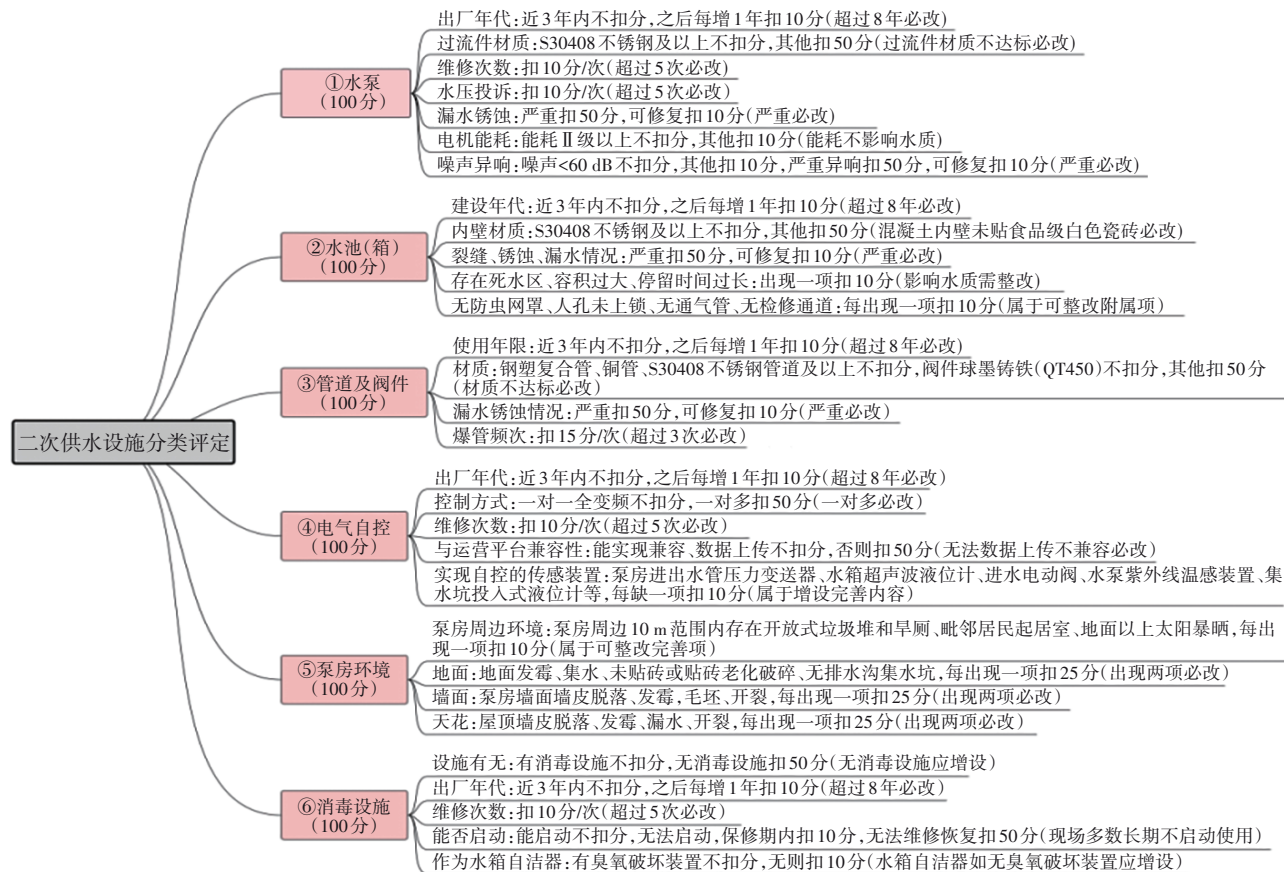 二次供水设施分类评定
①水泵
(100分)
出厂年代:近3年内不扣分,之后每增1年扣10分(超过8年必改)
过流件材质:S30408不锈钢及以上不扣分,其他扣50分(过流件材质不达标必改)
维修次数:扣10分/次(超过5次必改)
水压投诉:扣10分/次(超过5次必改)
漏水锈蚀:严重扣50分,可修复扣10分(严重必改)
电机能耗:能耗Ⅱ级以上不扣分,其他扣10分(能耗不影响水质)
噪声异响:噪声<60 dB不扣分,其他扣10分,严重异响扣50分,可修复扣10分(严重必改)
②水池(箱)
(100分)
建设年代:近3年内不扣分,之后每增1年扣10分(超过8年必改)
内壁材质:S30408不锈钢及以上不扣分,其他扣50分(混凝土内壁未贴食品级白色瓷砖必改)
裂缝、锈蚀、漏水情况:严重扣50分,可修复扣10分(严重必改)
存在死水区、容积过大、停留时间过长:出现一项扣10分(影响水质需整改)
无防虫网罩、人孔未上锁、无通气管、无检修通道:每出现一项扣10分(属于可整改附属项)
③管道及阀件
(100分)
使用年限:近3年内不扣分,之后每增1年扣10分(超过8年必改)
材质:钢塑复合管、铜管、S30408不锈钢管道及以上不扣分,阀件球墨铸铁(QT450)不扣分,其他扣50分
(材质不达标必改)
漏水锈蚀情况:严重扣50分,可修复扣10分(严重必改)
爆管频次:扣15分/次(超过3次必改)
④电气自控
(100分)
出厂年代:近3年内不扣分,之后每增1年扣10分(超过8年必改)
控制方式:一对一全变频不扣分,一对多扣50分(一对多必改)
维修次数:扣10分/次(超过5次必改)
与运营平台兼容性:能实现兼容、数据上传不扣分,否则扣50分(无法数据上传不兼容必改)
实现自控的传感装置:泵房进出水管压力变送器、水箱超声波液位计、进水电动阀、水泵紫外线温感装置、集
水坑投入式液位计等,每缺一项扣10分(属于增设完善内容)
⑤泵房环境
(100分)
泵房周边环境:泵房周边10 m范围内存在开放式垃圾堆和旱厕、毗邻居民起居室、地面以上太阳暴晒,每出
现一项扣10分(属于可整改完善项)
地面:地面发霉、集水、未贴砖或贴砖老化破碎、无排水沟集水坑,每出现一项扣25分(出现两项必改)
墙面:泵房墙面墙皮脱落、发霉,毛坯、开裂,每出现一项扣25分(出现两项必改)
天花:屋顶墙皮脱落、发霉、漏水、开裂,每出现一项扣25分(出现两项必改)
⑥消毒设施
(100分)
设施有无:有消毒设施不扣分,无消毒设施扣50分(无消毒设施应增设)
出厂年代:近3年内不扣分,之后每增1年扣10分(超过8年必改)
维修次数:扣10分/次(超过5次必改)
能否启动:能启动不扣分,无法启动,保修期内扣10分,无法维修恢复扣50分(现场多数长期不启动使用)
作为水箱自洁器:有臭氧破坏装置不扣分,无则扣10分(水箱自洁器如无臭氧破坏装置应增设)